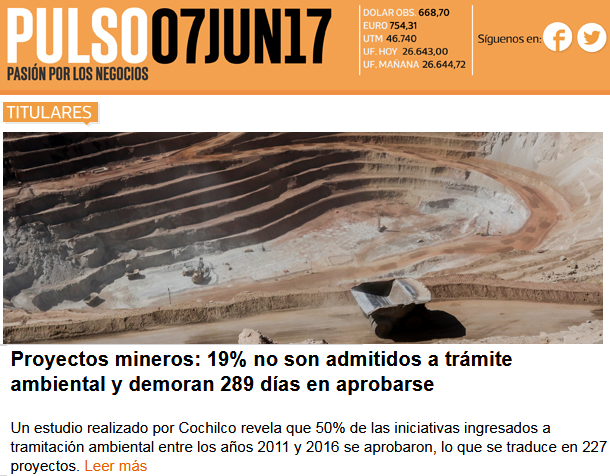 PULSO07JUN17
PASIÓN POR LOS NEGOCIOS
DOLAR OBS. 668,70
EURO 754,31
UTM 46.740
UF. HOY 26.643,00
UF. MAÑANA 26.644,72
Síguenos en:
TITULARES
Proyectos mineros: 19% no son admitidos a trámite
ambiental y demoran 289 días en aprobarse
Un estudio realizado por Cochilco revela que 50% de las iniciativas ingresados a
tramitación ambiental entre los años 2011 y 2016 se aprobaron, lo que se traduce en 227
proyectos. Leer más